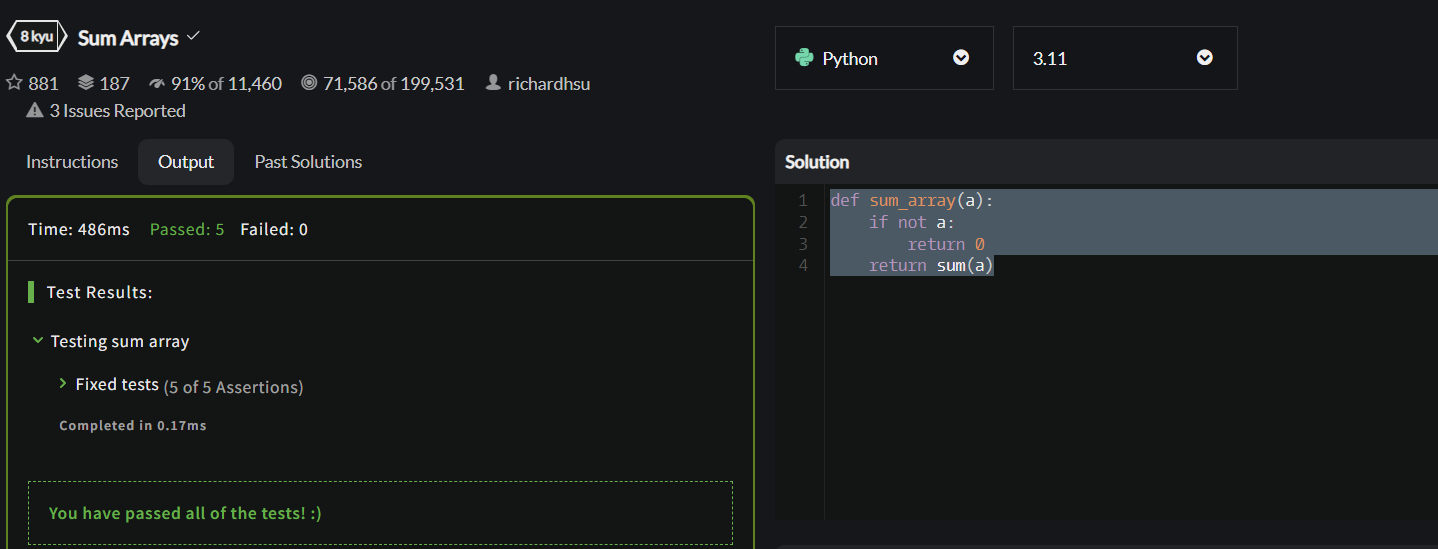 8 kyu Sum Arrays
881 187 91% of 11,460 71,586 of 199,531 richardhsu
3 Issues Reported
Instructions Output Past Solutions
Time: 486ms Passed: 5 Failed: 0
Test Results:
Testing sum array
Fixed tests (5 of 5 Assertions)
Completed in 0.17ms
You have passed all of the tests! :)
Python 3.11
Solution
1 def sum_array(a):
2     if not a:
3         return 0
4     return sum(a)